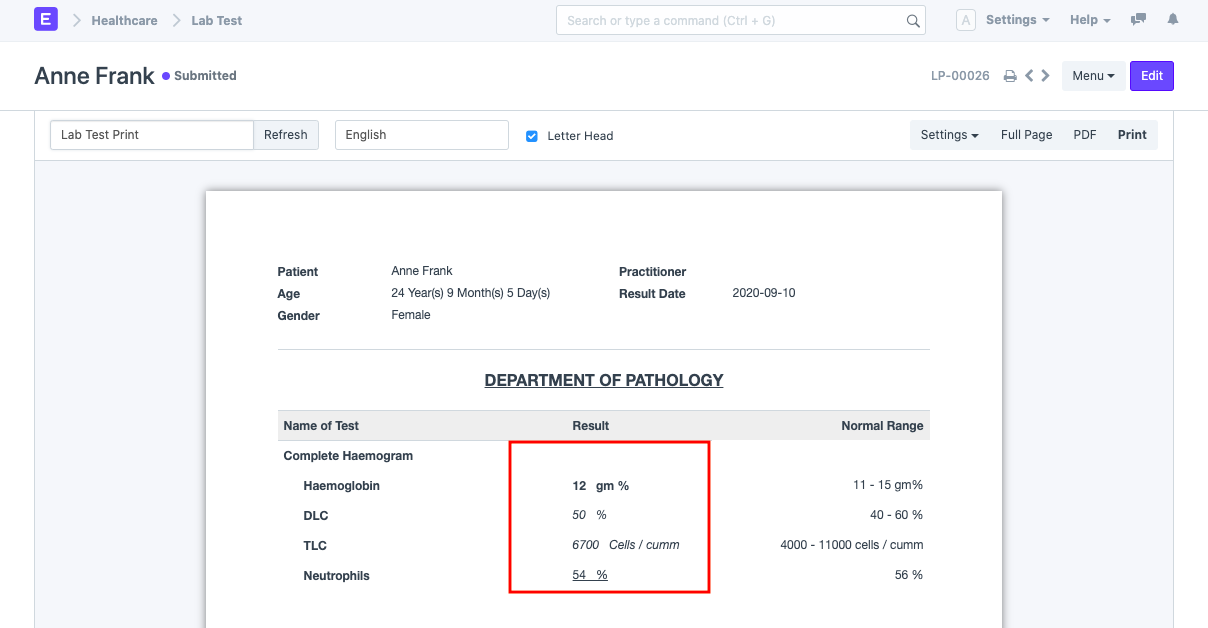 E Healthcare Lab Test Search or type a command (Ctrl + G) A Settings Help
Anne Frank Submitted LP-00026 Menu Edit
Lab Test Print Refresh English Letter Head Settings Full Page PDF Print
Patient Anne Frank Practitioner
Age 24 Year(s) 9 Month(s) 5 Day(s) Result Date 2020-09-10
Gender Female
DEPARTMENT OF PATHOLOGY
Name of Test Result Normal Range
Complete Haemogram
Haemoglobin 12 gm % 11 - 15 gm%
DLC 50 % 40 - 60 %
TLC 6700 Cells / cumm 4000 - 11000 cells / cumm
Neutrophils 54 % 56 %